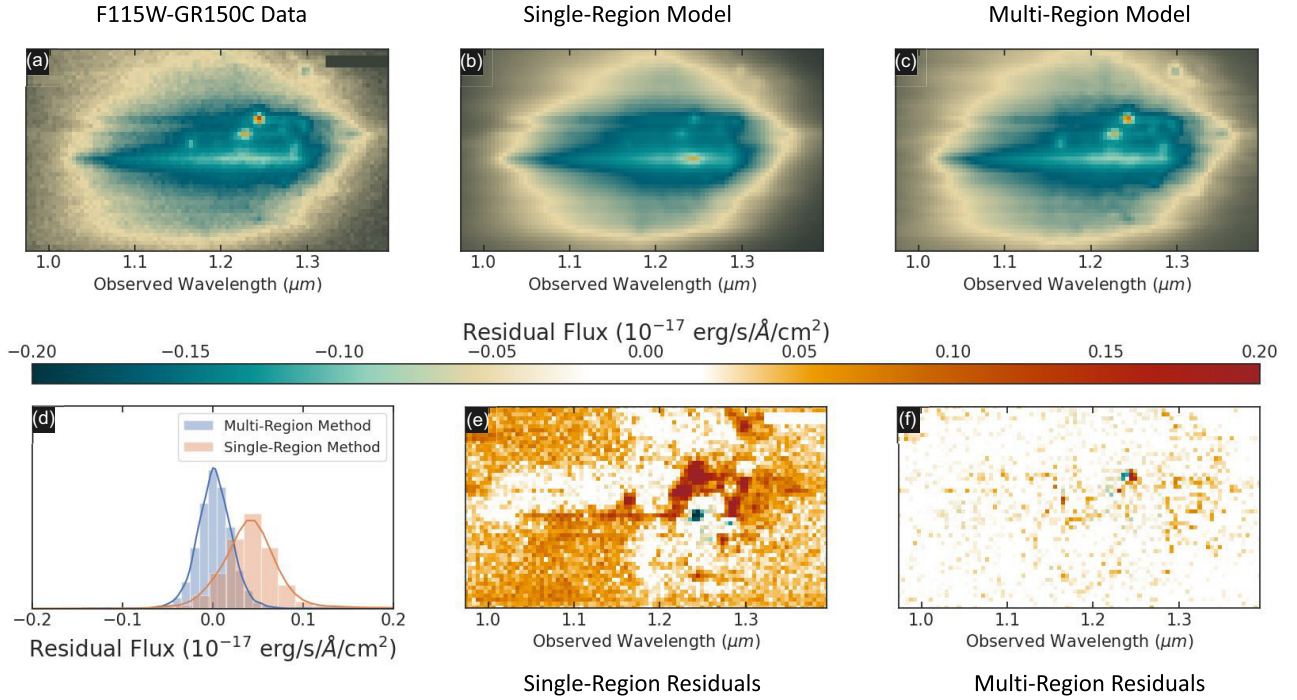 F115W-GR150C Data
Single-Region Model
Multi-Region Model
(a)
(b)
(c)
1.0 1.1 1.2 1.3
1.0 1.1 1.2 1.3
1.0 1.1 1.2 1.3
Observed Wavelength (μm)
Observed Wavelength (μm)
Observed Wavelength (μm)
Residual Flux (10⁻¹⁷ erg/s/Å/cm²)
−0.20 −0.15 −0.10 −0.05 0.00 0.05 0.10 0.15 0.20
(d)
Multi-Region Method
Single-Region Method
(e)
(f)
−0.2 −0.1 0.0 0.1 0.2
1.0 1.1 1.2 1.3
1.0 1.1 1.2 1.3
Residual Flux (10⁻¹⁷ erg/s/Å/cm²)
Observed Wavelength (μm)
Observed Wavelength (μm)
Single-Region Residuals
Multi-Region Residuals